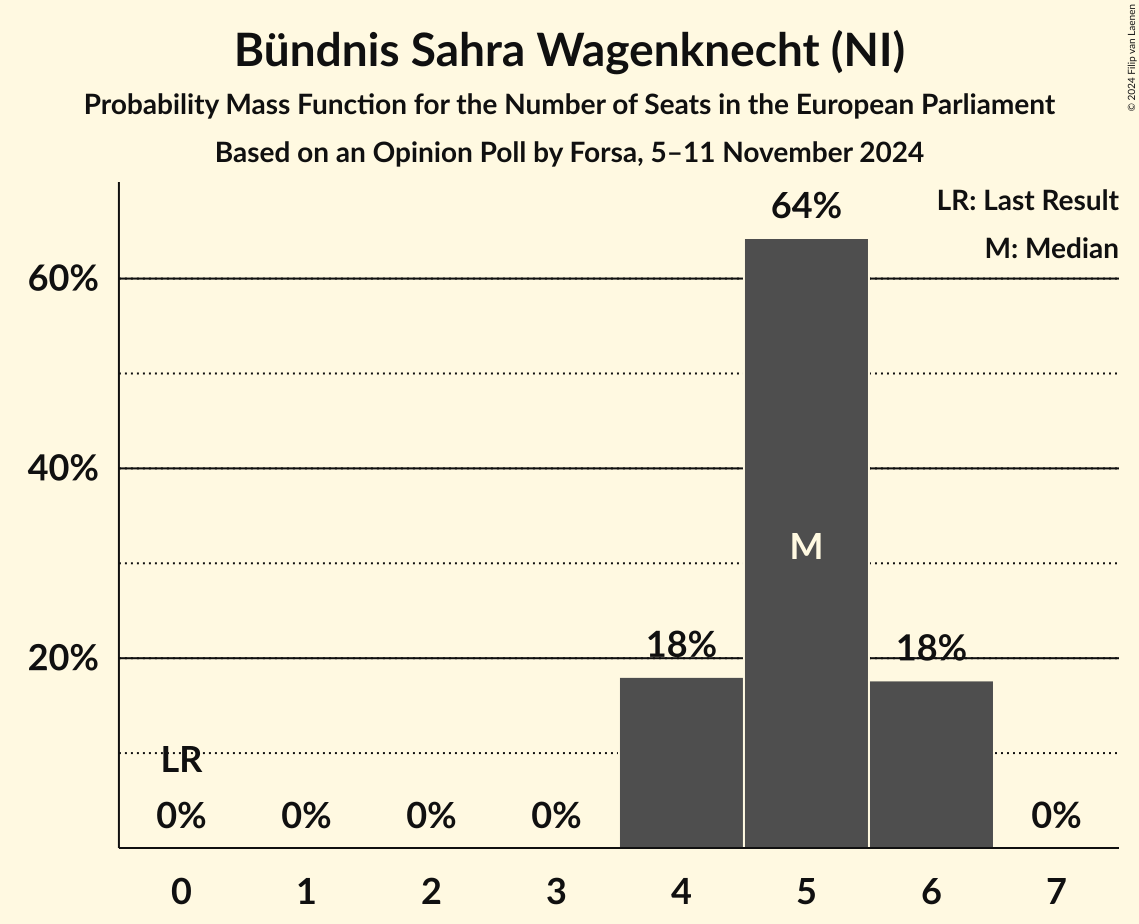 Bündnis Sahra Wagenknecht (NI)
Probability Mass Function for the Number of Seats in the European Parliament
Based on an Opinion Poll by Forsa, 5–11 November 2024
© 2024 Filip van Laenen
LR: Last Result
M: Median
64%
60%
40%
M
20%
18%
18%
LR
0%
0%
0%
0%
0%
0
1
2
3
4
5
6
7